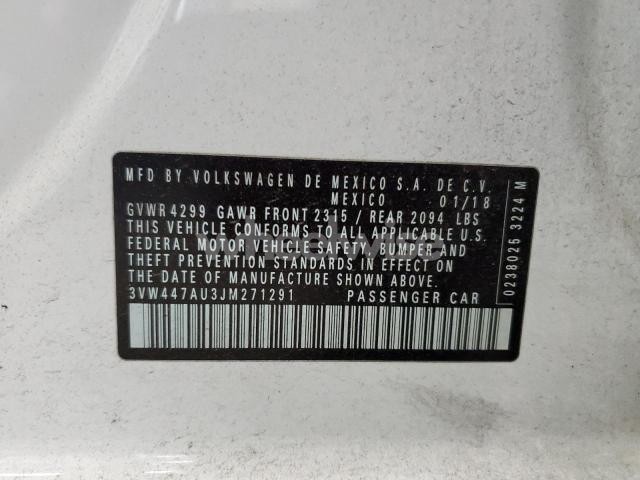 MFD BY VOLKSWAGEN DE MEXICO S.A. DE C.V.
MEXICO 01/18
GVWR 4299 GAWR FRONT 2315 / REAR 2094 LBS
THIS VEHICLE CONFORMS TO ALL APPLICABLE U.S.
FEDERAL MOTOR VEHICLE SAFETY, BUMPER AND
THEFT PREVENTION STANDARDS IN EFFECT ON
THE DATE OF MANUFACTURE SHOWN ABOVE.
3VW447AU3JM271291 PASSENGER CAR
0238025 3224 M